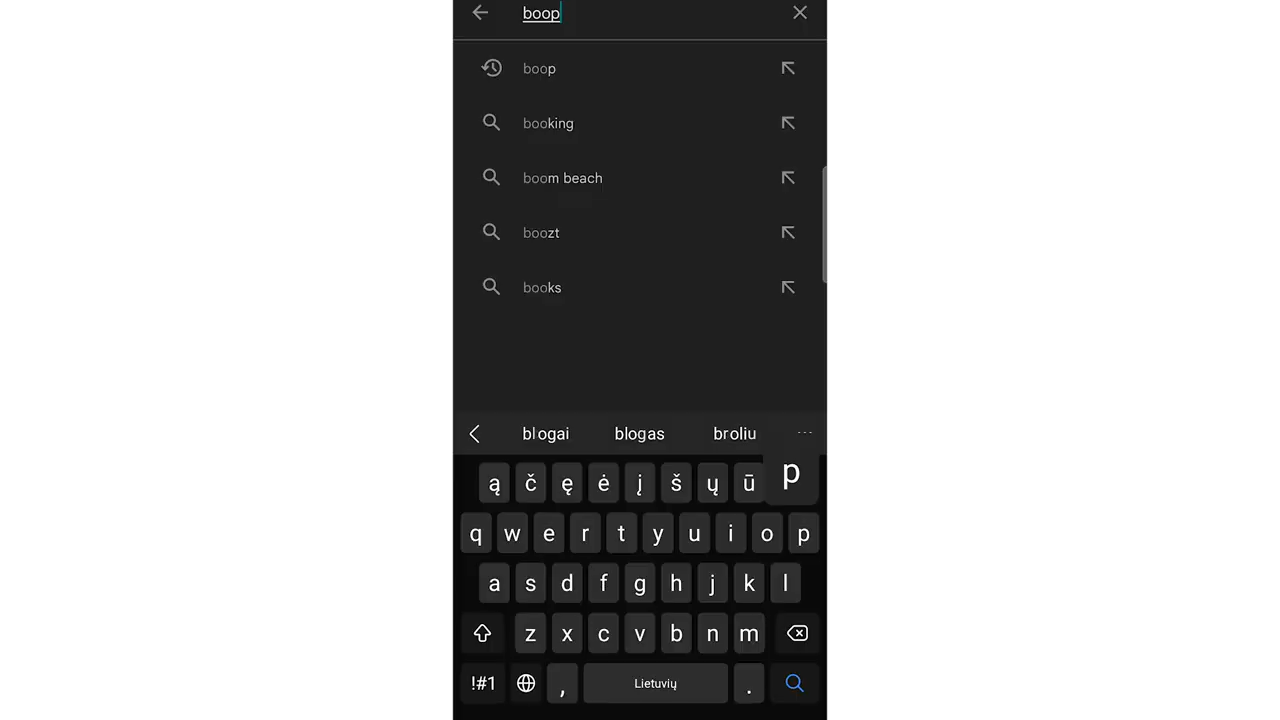 boop
boop
booking
boom beach
boozt
books
blogai blogas broliu ...
ą č ę ė į š ų ū p
q w e r t y u i o p
a s d f g h j k l
z x c v b n m
!#1 , Lietuvių .